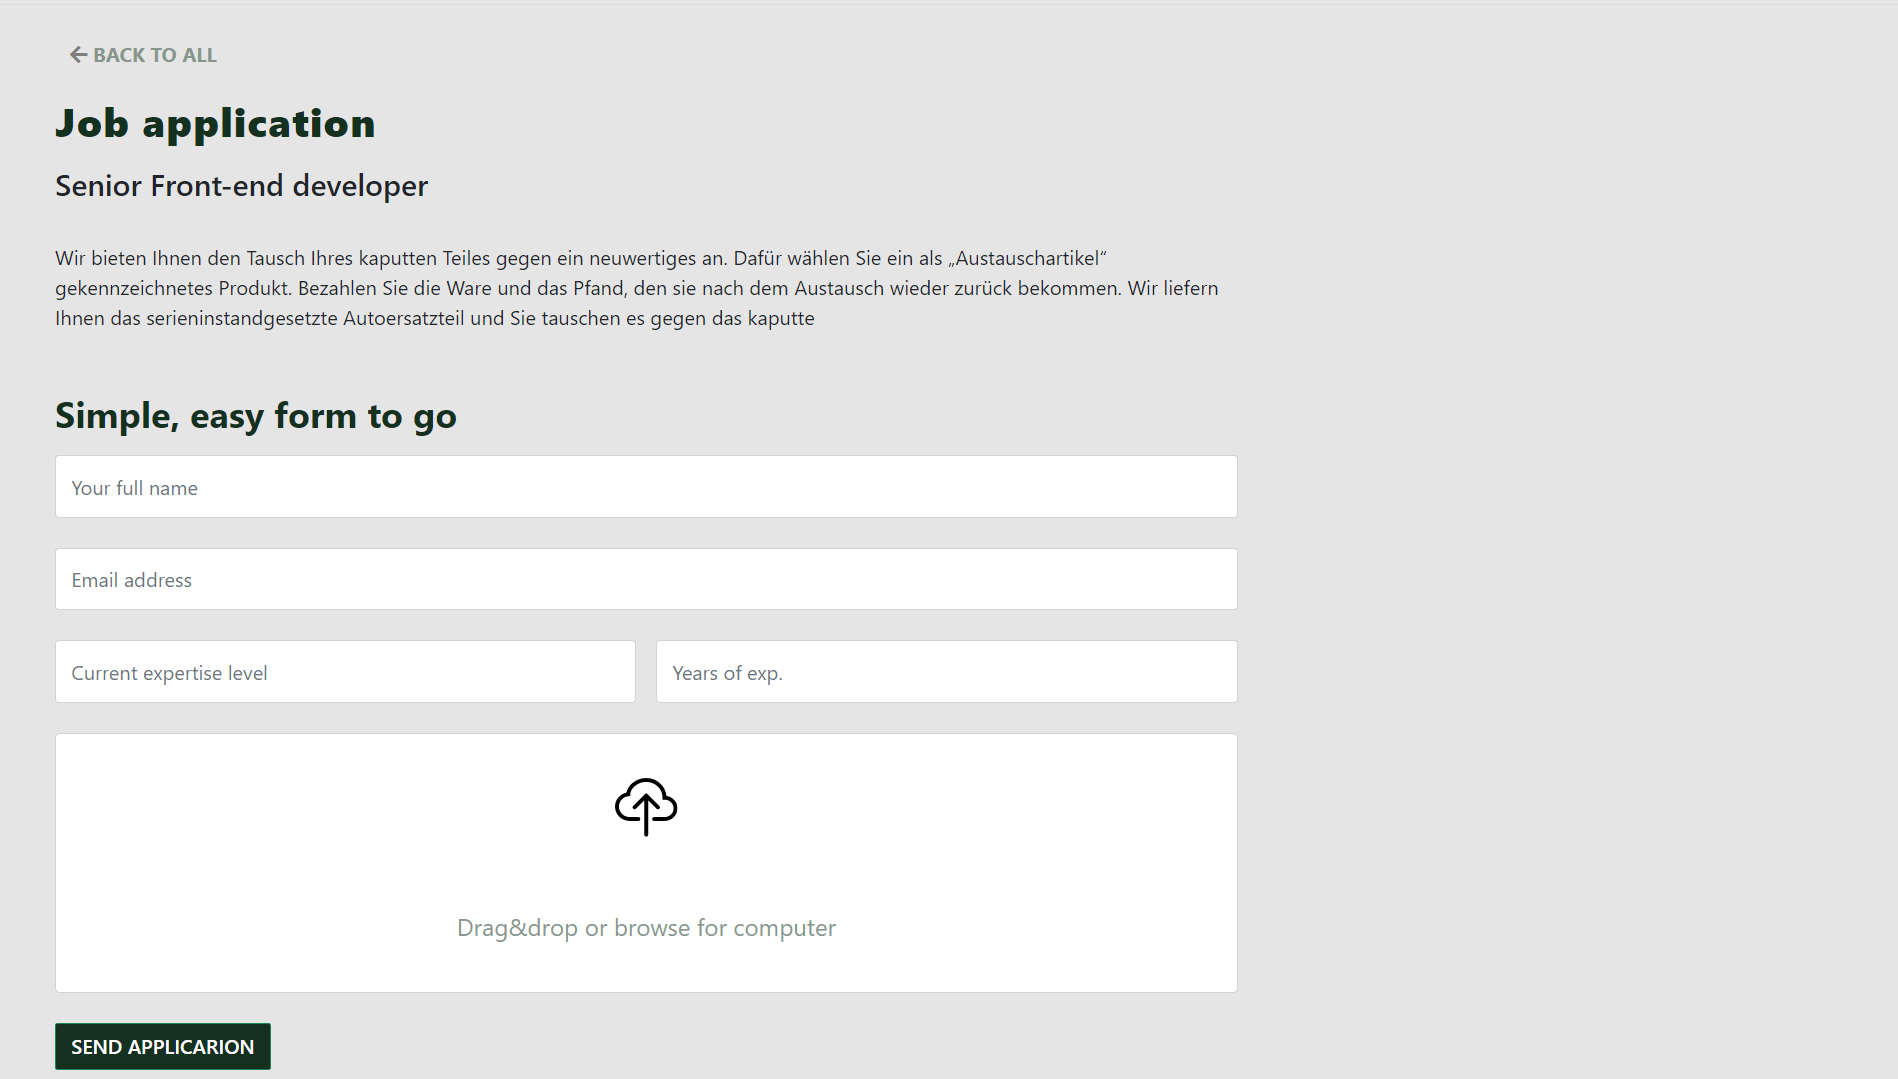 BACK TO ALL
Job application
Senior Front-end developer
Wir bieten Ihnen den Tausch Ihres kaputten Teiles gegen ein neuwertiges an. Dafür wählen Sie ein als „Austauschartikel“
gekennzeichnetes Produkt. Bezahlen Sie die Ware und das Pfand, den sie nach dem Austausch wieder zurück bekommen. Wir liefern
Ihnen das serieninstandgesetzte Autoersatzteil und Sie tauschen es gegen das kaputte
Simple, easy form to go
Your full name
Email address
Current expertise level
Years of exp.
Drag&drop or browse for computer
SEND APPLICARION